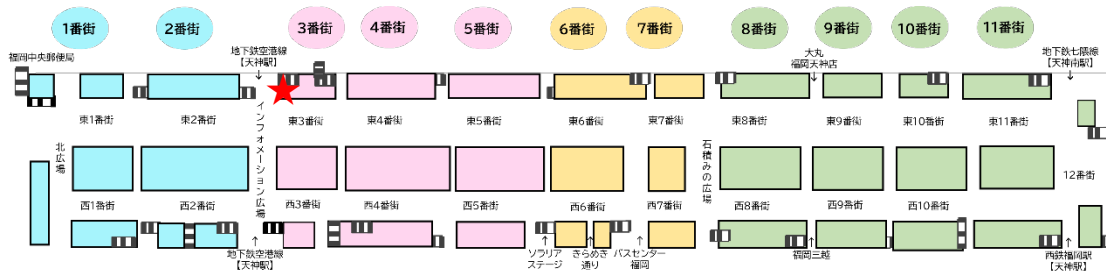 1番街
2番街
3番街
4番街
5番街
6番街
7番街
8番街
9番街
10番街
11番街
福岡中央郵便局
地下鉄空港線
【天神駅】
大丸
福岡天神店
地下鉄七隈線
【天神南駅】
東1番街
東2番街
東3番街
東4番街
東5番街
東6番街
東7番街
東8番街
東9番街
東10番街
東11番街
北広場
インフォメーション広場
石積みの広場
12番街
西1番街
西2番街
西3番街
西4番街
西5番街
西6番街
西7番街
西8番街
西9番街
西10番街
地下鉄空港線
【天神駅】
ソラリア
ステージ
きらめき
通り
バスセンター
福岡
福岡三越
西鉄福岡駅
【天神駅】